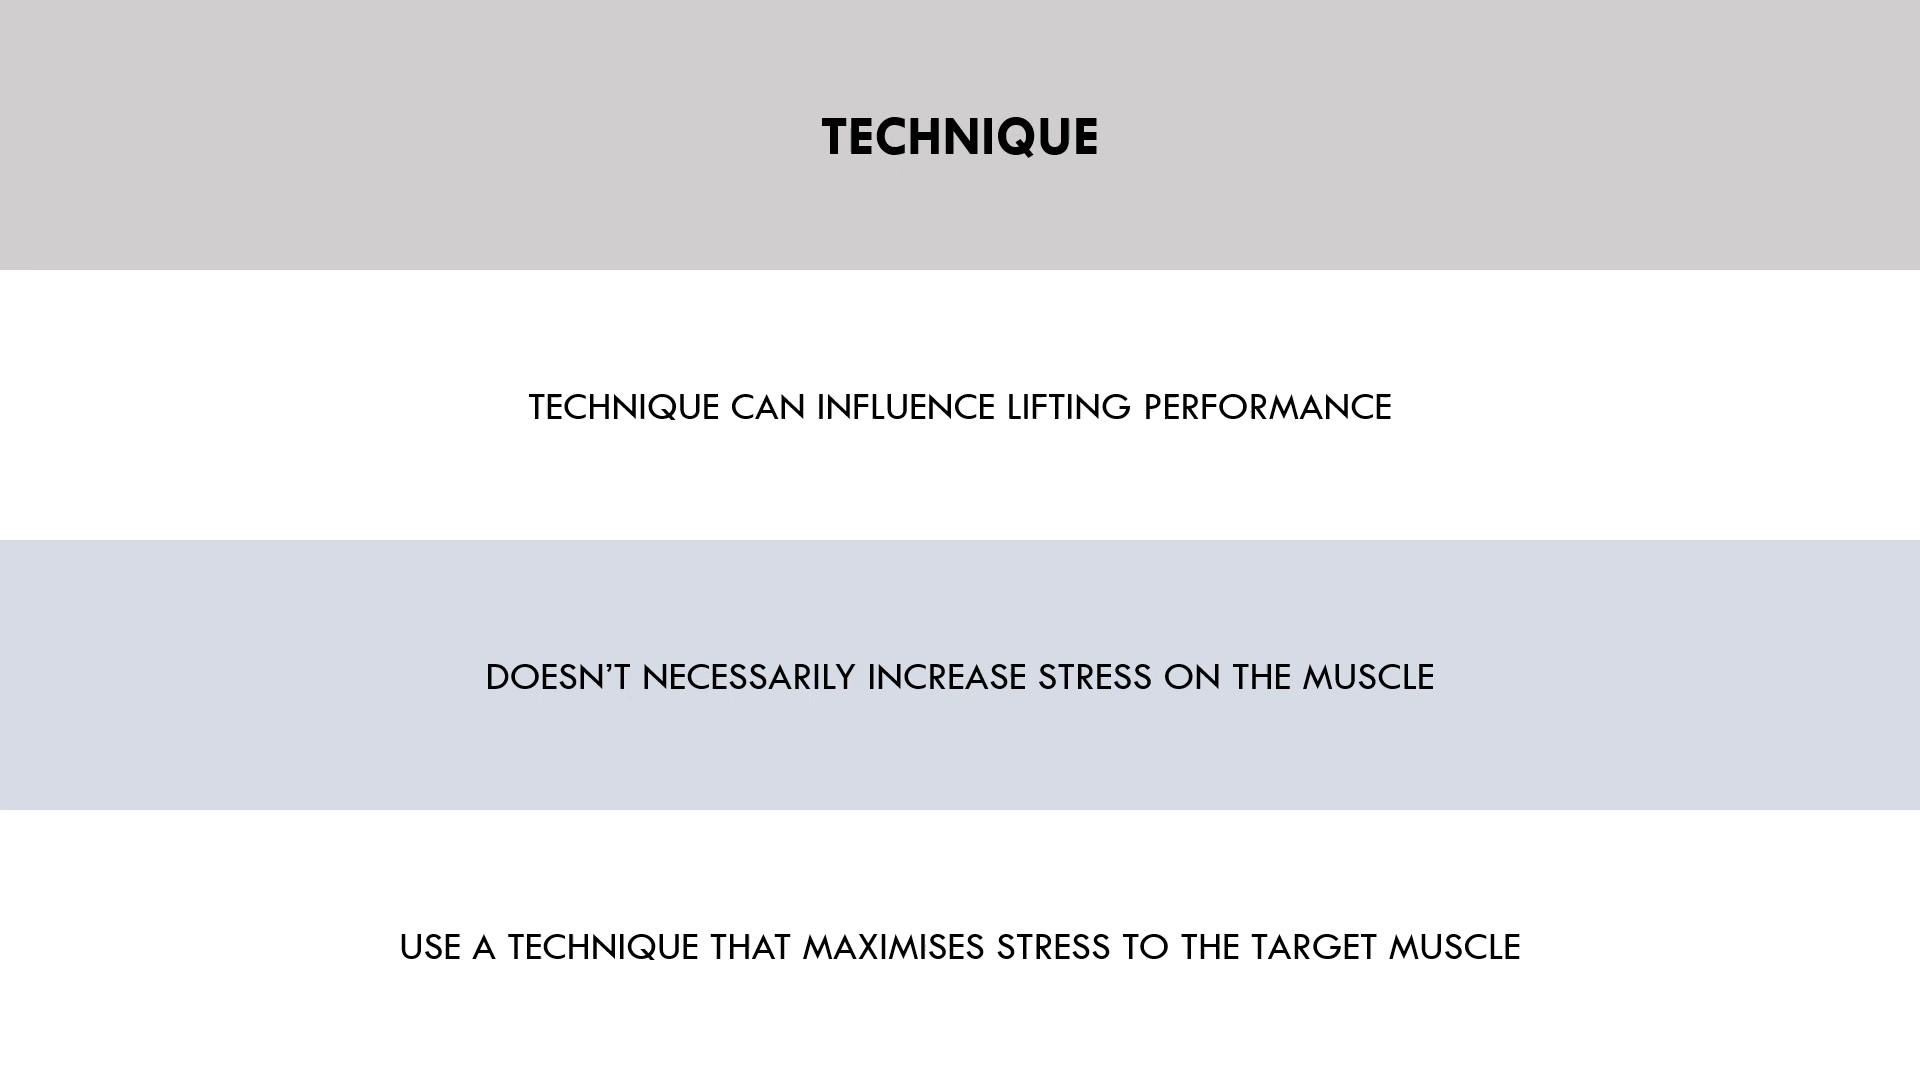 TECHNIQUE
TECHNIQUE CAN INFLUENCE LIFTING PERFORMANCE
DOESN’T NECESSARILY INCREASE STRESS ON THE MUSCLE
USE A TECHNIQUE THAT MAXIMISES STRESS TO THE TARGET MUSCLE